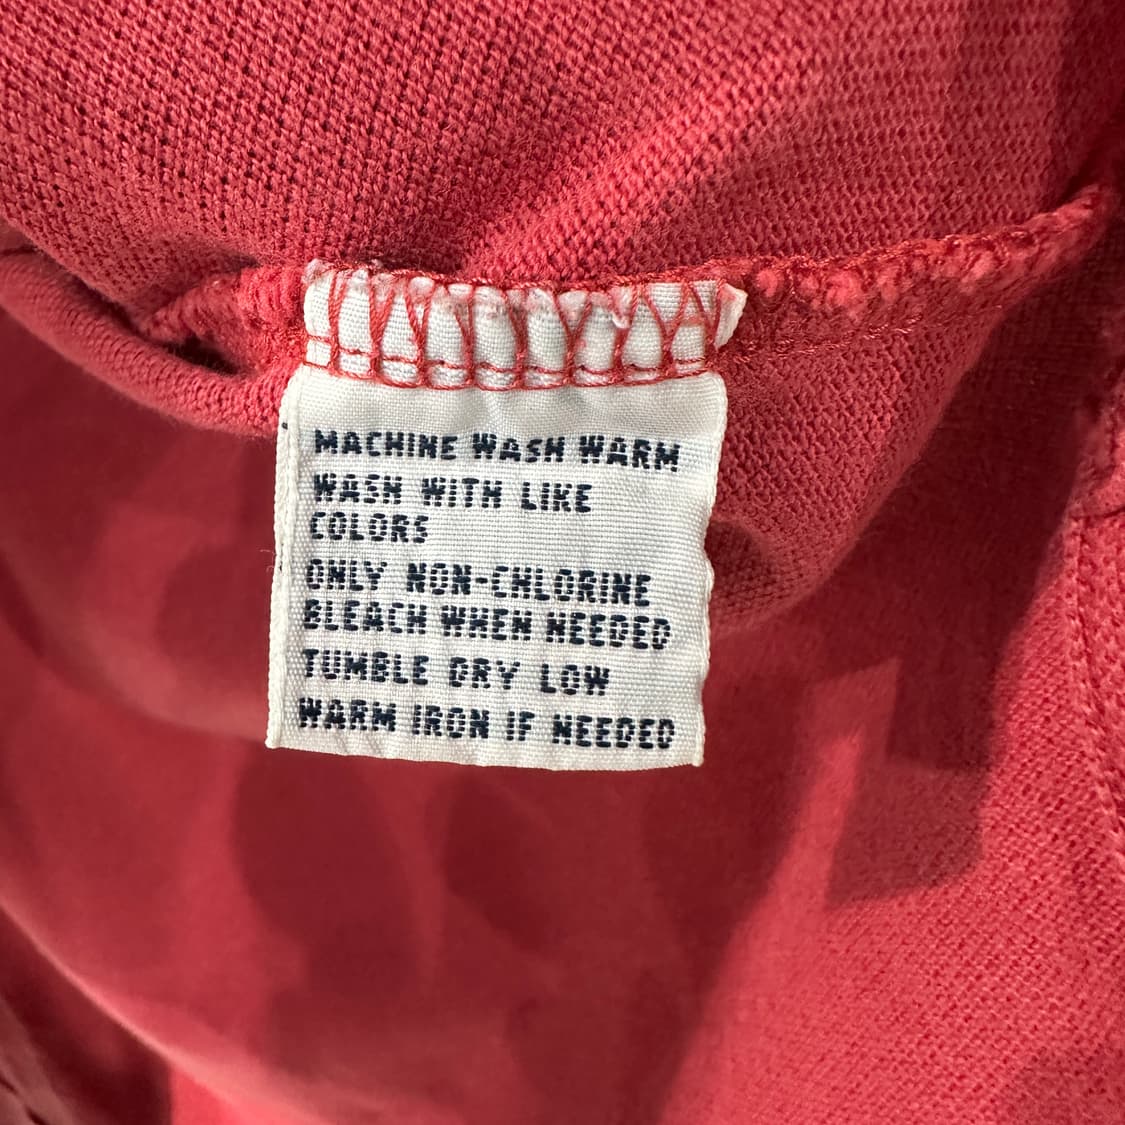 MACHINE WASH WARM
WASH WITH LIKE
COLORS
ONLY NON-CHLORINE
BLEACH WHEN NEEDED
TUMBLE DRY LOW
WARM IRON IF NEEDED